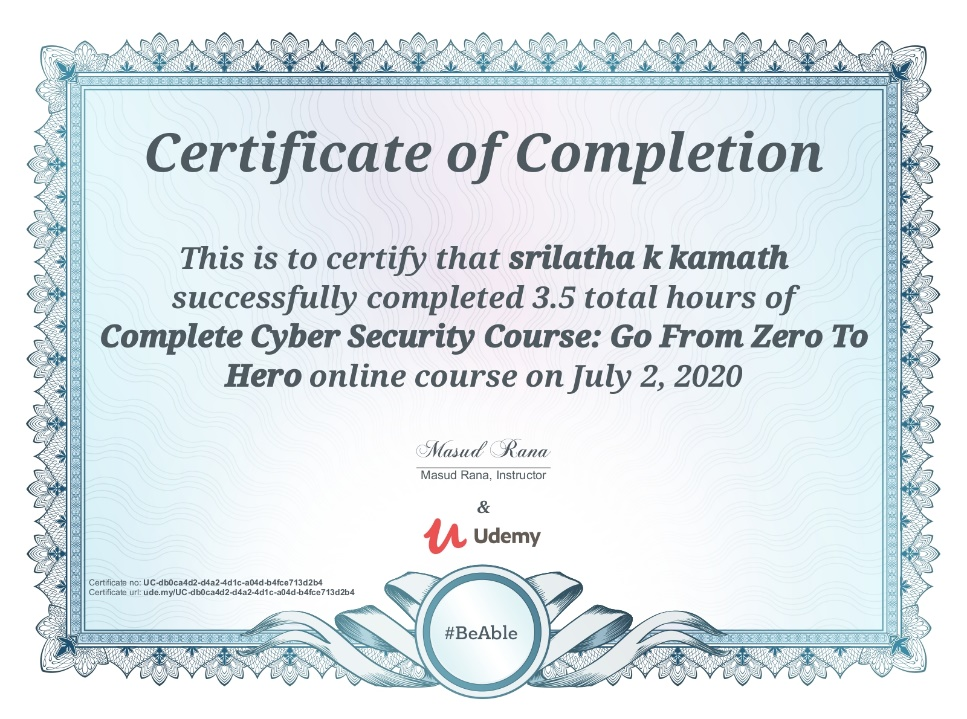 Certificate of Completion
This is to certify that srilatha k kamath
successfully completed 3.5 total hours of
Complete Cyber Security Course: Go From Zero To
Hero online course on July 2, 2020
Masud Rana
Masud Rana, Instructor
&
Udemy
Certificate no: UC-db0ca4d2-d4a2-4d1c-a04d-b4fce713d2b4
Certificate url: ude.my/UC-db0ca4d2-d4a2-4d1c-a04d-b4fce713d2b4
#BeAble